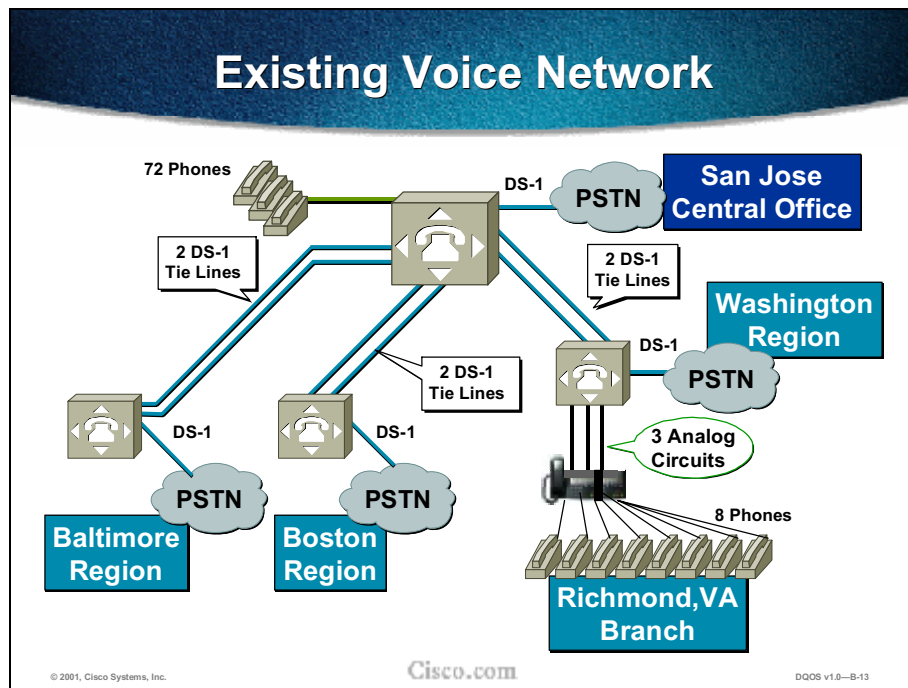 Existing Voice Network
72 Phones
DS-1
PSTN
San Jose
Central Office
2 DS-1
Tie Lines
2 DS-1
Tie Lines
Washington
Region
DS-1
PSTN
2 DS-1
Tie Lines
DS-1
DS-1
3 Analog
Circuits
PSTN
PSTN
8 Phones
Baltimore
Region
Boston
Region
Richmond,VA
Branch
© 2001, Cisco Systems, Inc.
Cisco.com
DQOS v1.0—B-13